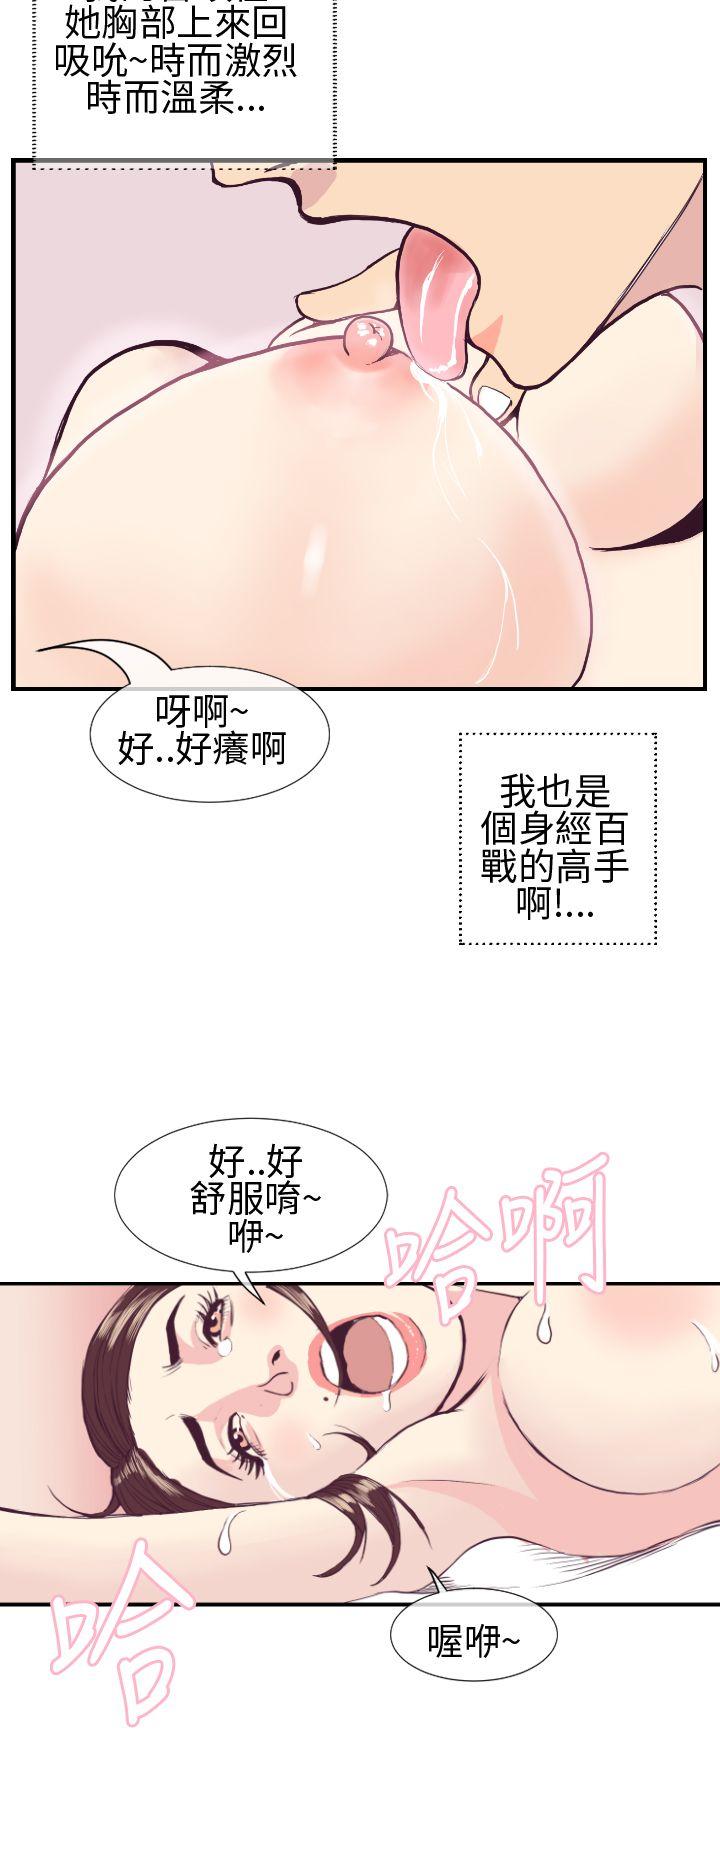 她胸部上來回
吸吮~時而激烈
時而溫柔...
呀啊~
好..好癢啊
我也是
個身經百
戰的高手
啊!...
好..好
舒服唷~
咿~
哈啊
哈
喔咿~